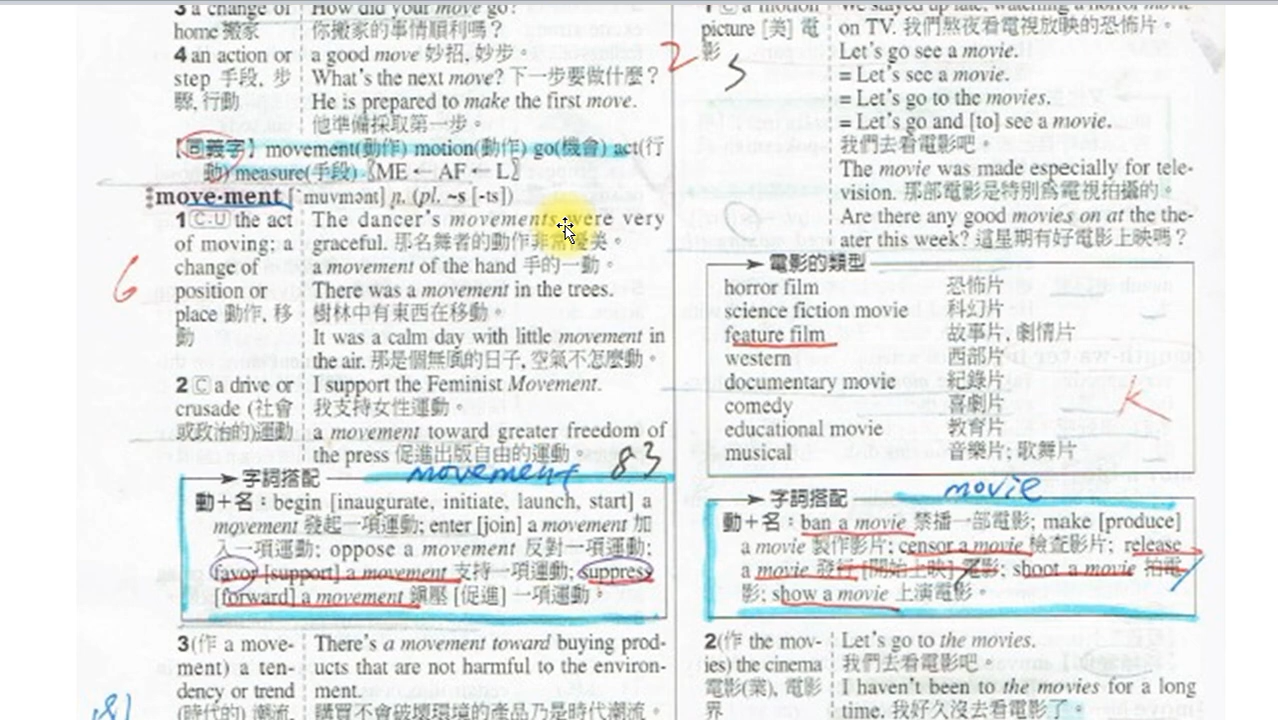 3 a change of
home 搬家
How did your move go?
你搬家的事情順利嗎？
4 an action or
step 手段, 步
驟, 行動
a good move 妙招, 妙步。
What's the next move? 下一步要做什麼？
He is prepared to make the first move.
他準備採取第一步。
【同義字】movement(動作) motion(動作) go(機會) act(行
動) measure(手段)〖ME ← AF ← L〗
move·ment [ˈmuvmənt] n. (pl. ~s [-ts])
1 C-U the act
of moving; a
change of
position or
place 動作, 移
動
The dancer's movements were very
graceful. 那名舞者的動作非常優美。
a movement of the hand 手的一動。
There was a movement in the trees.
樹林中有東西在移動。
It was a calm day with little movement in
the air. 那是個無風的日子, 空氣不怎麼動。
6
2 C a drive or
crusade (社會
或政治的)運動
I support the Feminist Movement.
我支持女性運動。
a movement toward greater freedom of
the press 促進出版自由的運動。
字詞搭配
movement 83
動＋名：begin [inaugurate, initiate, launch, start] a
movement 發起一項運動; enter [join] a movement 加
入一項運動; oppose a movement 反對一項運動;
favor [support] a movement 支持一項運動; suppress
[forward] a movement 鎮壓 [促進] 一項運動。
3(作 a move-
ment) a ten-
dency or trend
(時代的) 潮流,
There's a movement toward buying prod-
ucts that are not harmful to the environ-
ment.
購買不會破壞環境的產品乃是時代潮流。
1 C a motion
picture [美] 電
影
2
We stayed up late, watching a horror movie
on TV. 我們熬夜看電視放映的恐怖片。
Let's go see a movie.
= Let's see a movie.
= Let's go to the movies.
= Let's go and [to] see a movie.
我們去看電影吧。
The movie was made especially for tele-
vision. 那部電影是特別為電視拍攝的。
Are there any good movies on at the the-
ater this week? 這星期有好電影上映嗎？
電影的類型
horror film 恐怖片
science fiction movie 科幻片
feature film 故事片, 劇情片
western 西部片
documentary movie 紀錄片
comedy 喜劇片
educational movie 教育片
musical 音樂片; 歌舞片
K
字詞搭配
movie
動＋名：ban a movie 禁播一部電影; make [produce]
a movie 製作影片; censor a movie 檢查影片; release
a movie 發行 [開始上映] 電影; shoot a movie 拍電
影; show a movie 上演電影。
2(作 the mov-
ies) the cinema
電影(業), 電影
界
Let's go to the movies.
我們去看電影吧。
I haven't been to the movies for a long
time. 我好久沒去看電影了。